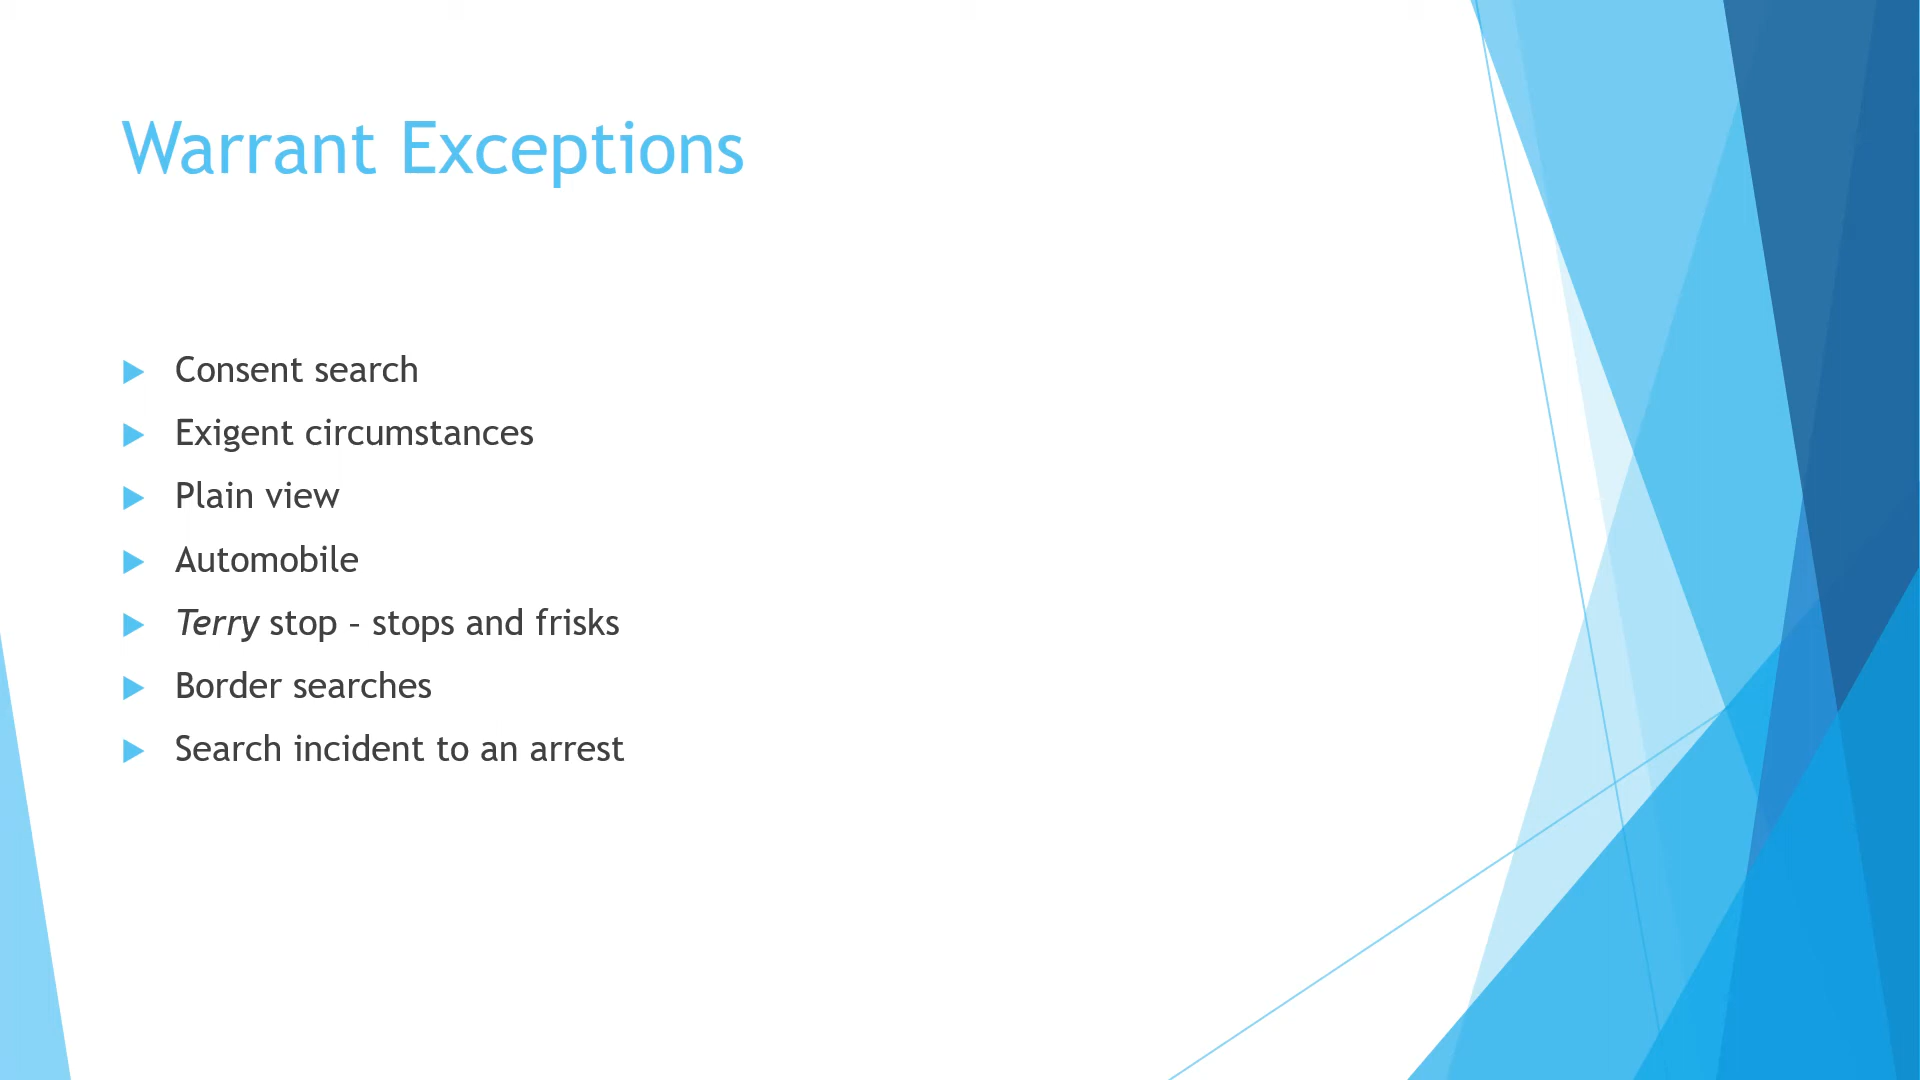 Warrant Exceptions
Consent search
Exigent circumstances
Plain view
Automobile
Terry stop – stops and frisks
Border searches
Search incident to an arrest